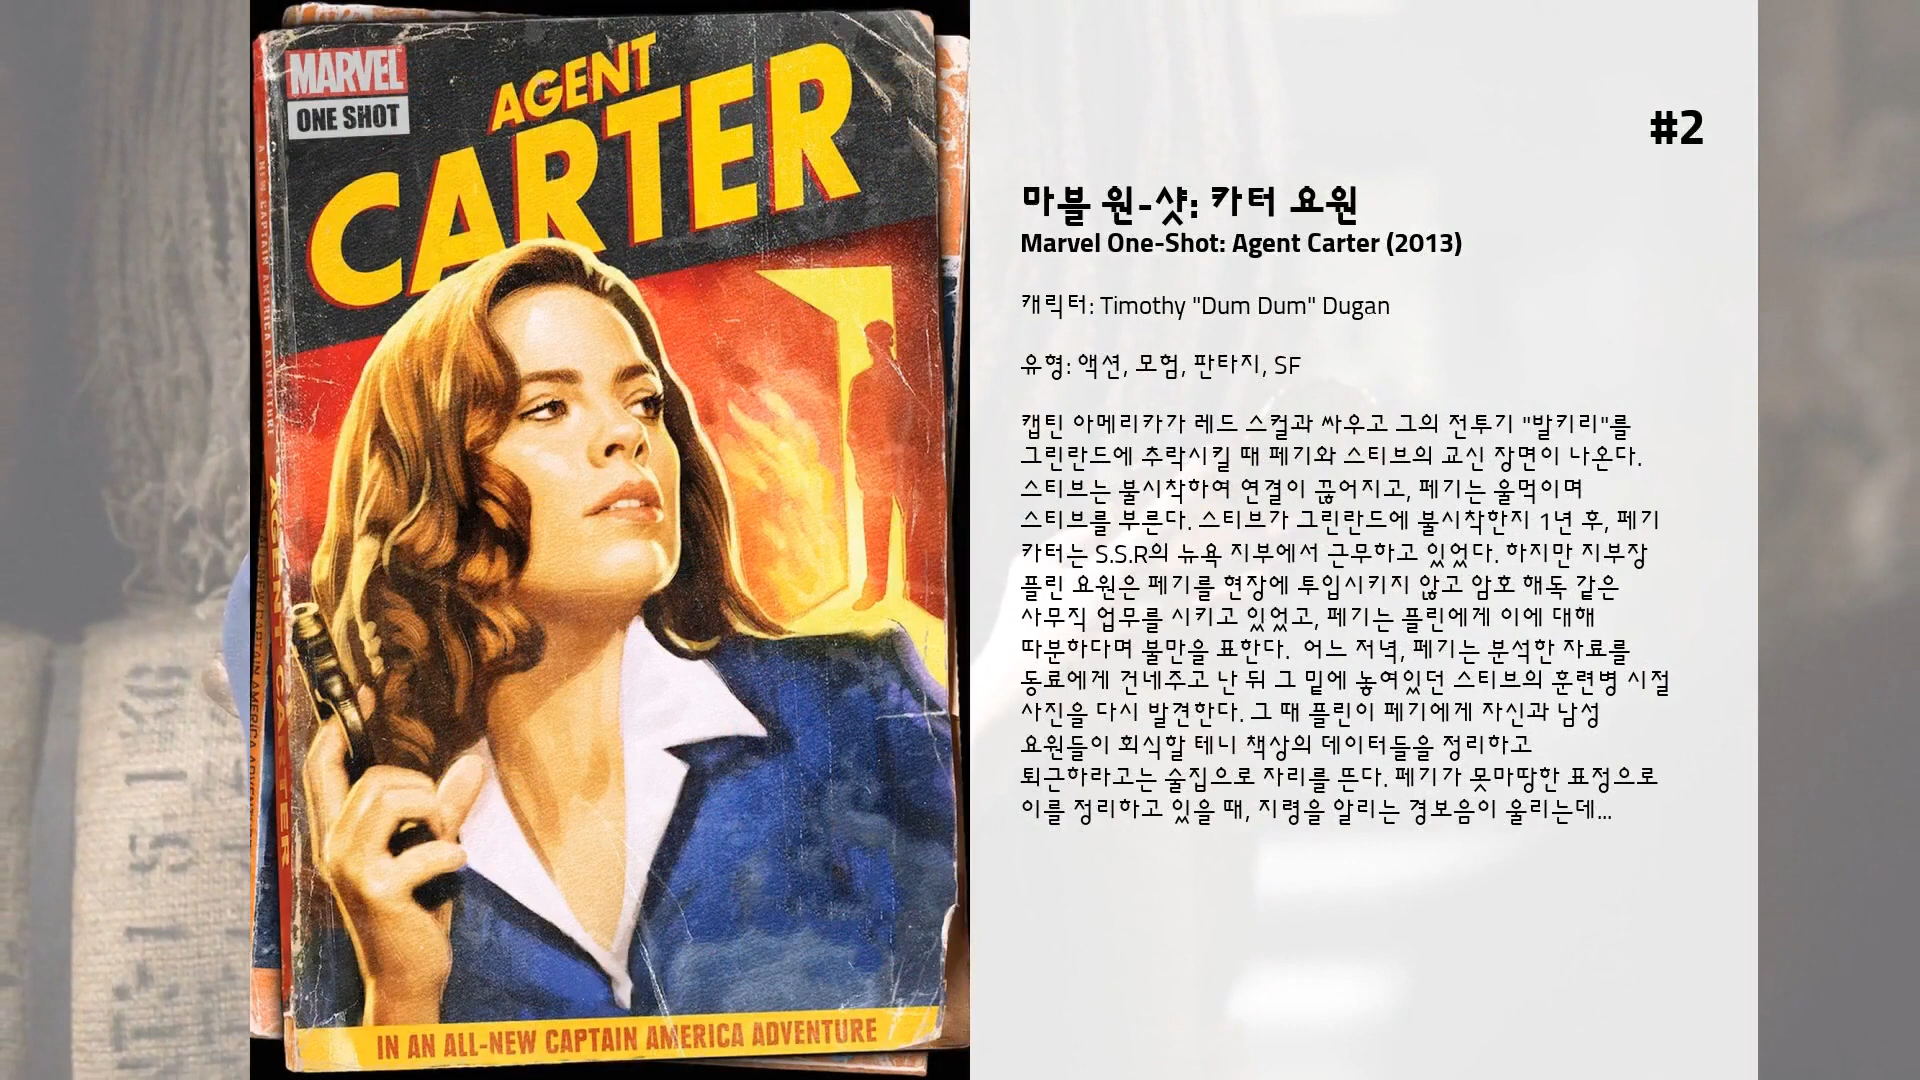 MARVEL
ONE SHOT
AGENT
CARTER
A NEW CAPTAIN AMERICA ADVENTURE
AGENT CARTER
IN AN ALL-NEW CAPTAIN AMERICA ADVENTURE
#2
마블 원-샷: 카터 요원
Marvel One-Shot: Agent Carter (2013)
캐릭터: Timothy "Dum Dum" Dugan
유형: 액션, 모험, 판타지, SF
캡틴 아메리카가 레드 스컬과 싸우고 그의 전투기 "발키리"를
그린란드에 추락시킬 때 페기와 스티브의 교신 장면이 나온다.
스티브는 불시착하여 연결이 끊어지고, 페기는 울먹이며
스티브를 부른다. 스티브가 그린란드에 불시착한지 1년 후, 페기
카터는 S.S.R의 뉴욕 지부에서 근무하고 있었다. 하지만 지부장
플린 요원은 페기를 현장에 투입시키지 않고 암호 해독 같은
사무직 업무를 시키고 있었고, 페기는 플린에게 이에 대해
따분하다며 불만을 표한다.  어느 저녁, 페기는 분석한 자료를
동료에게 건네주고 난 뒤 그 밑에 놓여있던 스티브의 훈련병 시절
사진을 다시 발견한다. 그 때 플린이 페기에게 자신과 남성
요원들이 회식할 테니 책상의 데이터들을 정리하고
퇴근하라고는 술집으로 자리를 뜬다. 페기가 못마땅한 표정으로
이를 정리하고 있을 때, 지령을 알리는 경보음이 울리는데...